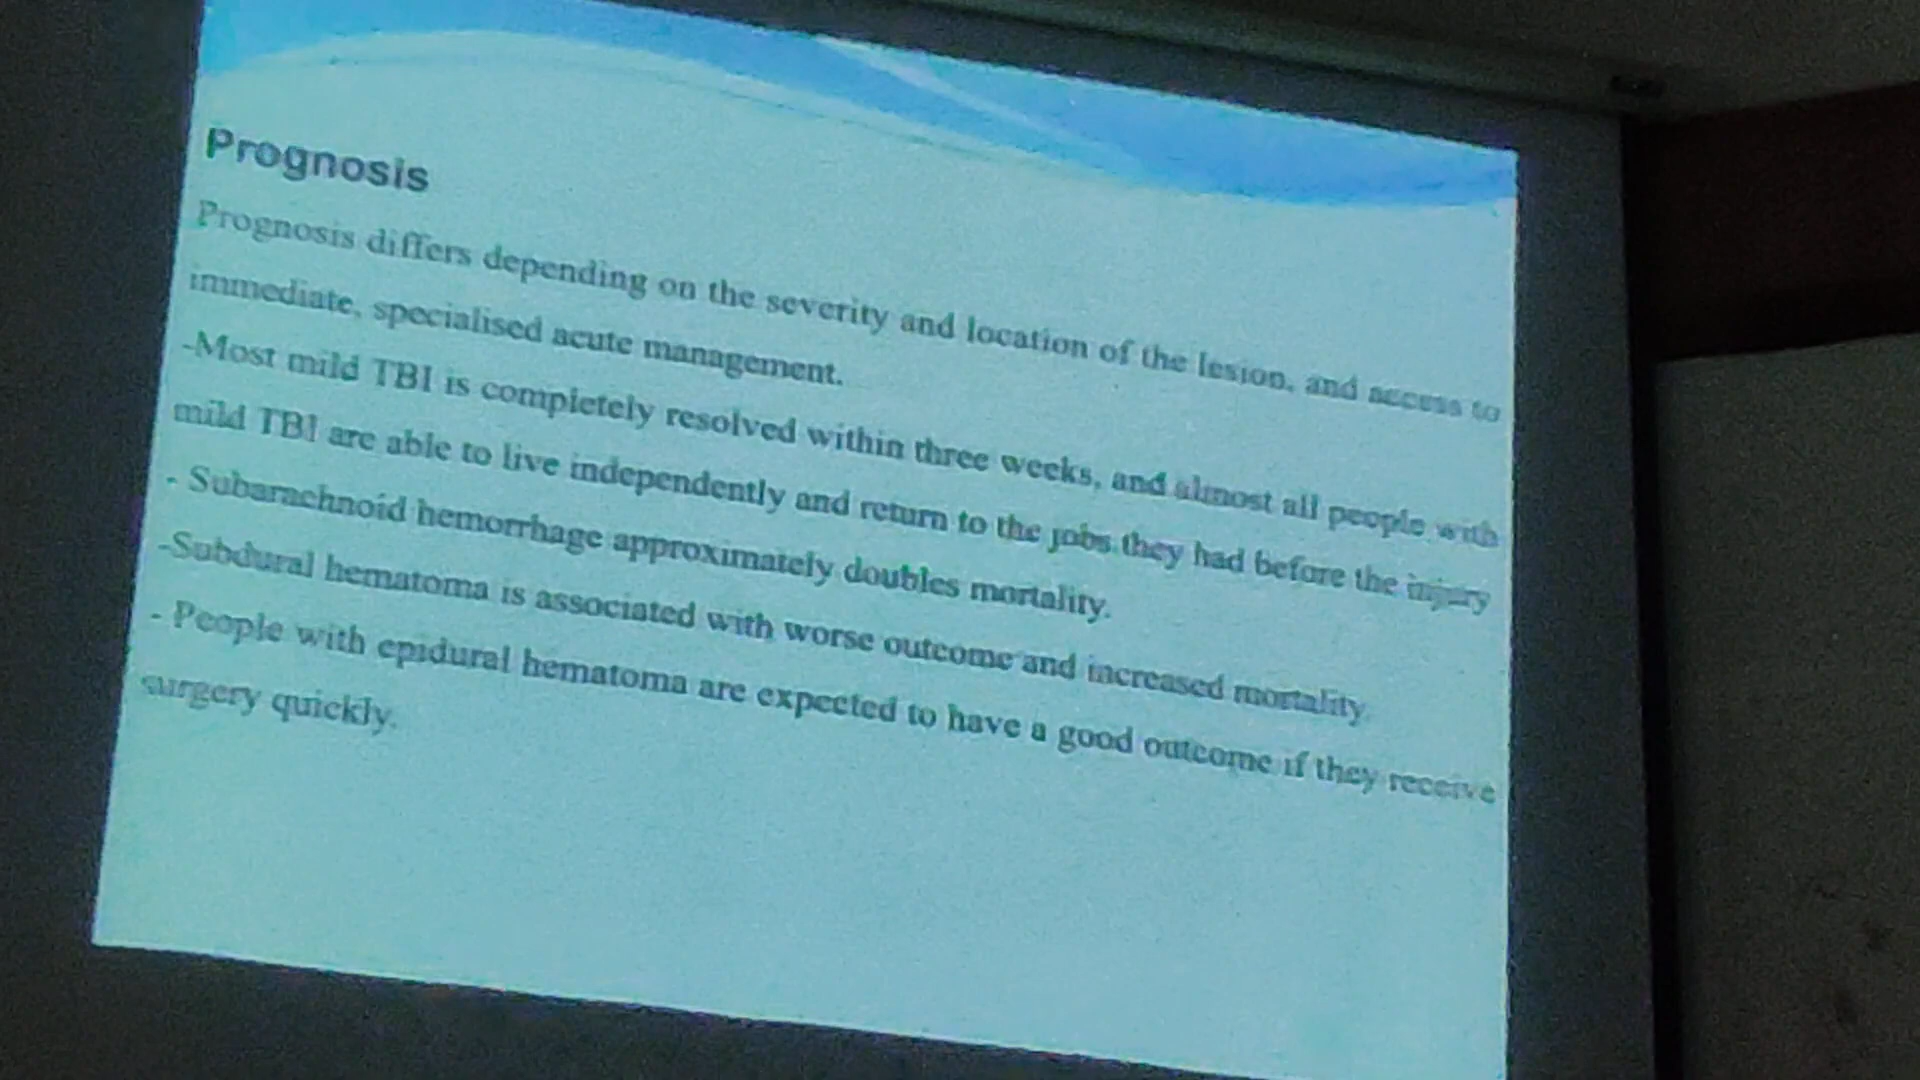 Prognosis
Prognosis differs depending on the severity and location of the lesion, and access to
immediate, specialised acute management.
-Most mild TBI is completely resolved within three weeks, and almost all people with
mild TBI are able to live independently and return to the jobs they had before the injury
- Subarachnoid hemorrhage approximately doubles mortality.
-Subdural hematoma is associated with worse outcome and increased mortality,
- People with epidural hematoma are expected to have a good outcome if they receive
surgery quickly.